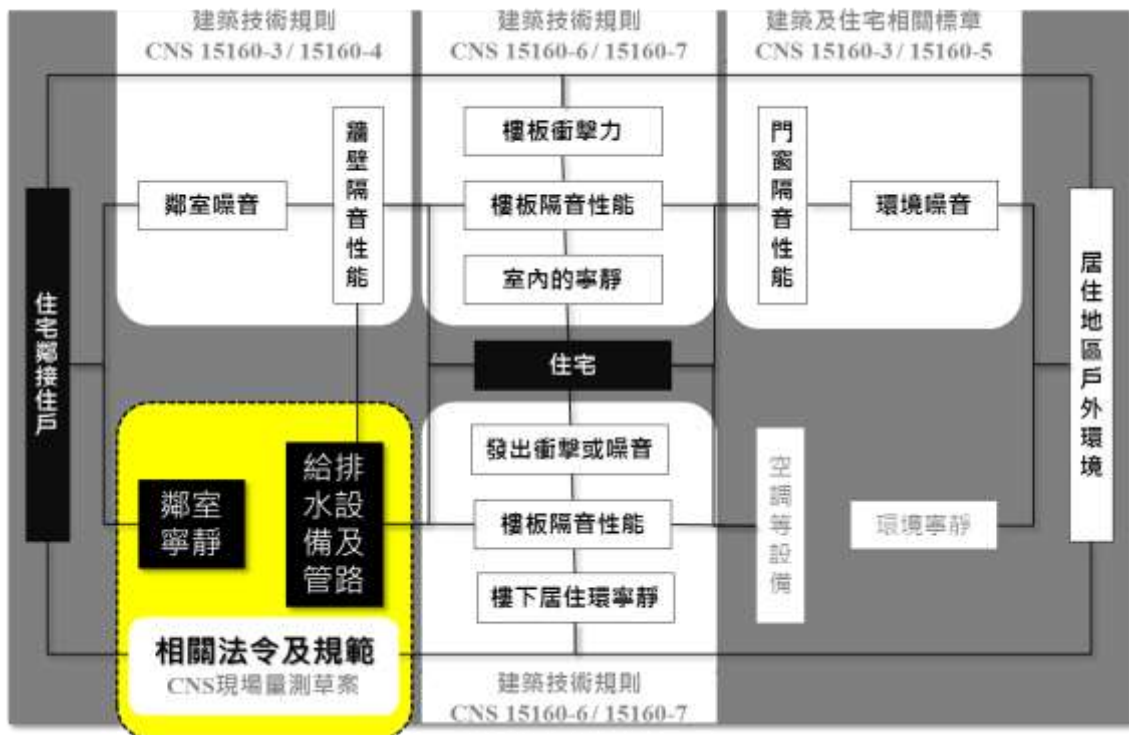 建築技術規則
CNS 15160-3 / 15160-4
建築技術規則
CNS 15160-6 / 15160-7
建築及住宅相關標章
CNS 15160-3 / 15160-5
鄰室噪音
牆壁隔音性能
樓板衝擊力
樓板隔音性能
室內的寧靜
門窗隔音性能
環境噪音
住宅鄰接住戶
住宅
居住地區戶外環境
鄰室
寧靜
給排
水設
備及
管路
發出衝擊或噪音
樓板隔音性能
樓下居住環寧靜
空調等設備
環境寧靜
相關法令及規範
CNS現場量測草案
建築技術規則
CNS 15160-6 / 15160-7